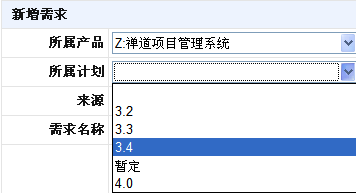 新增需求
所属产品 Z:禅道项目管理系统
所属计划
来源
需求名称
3.2
3.3
3.4
暂定
4.0